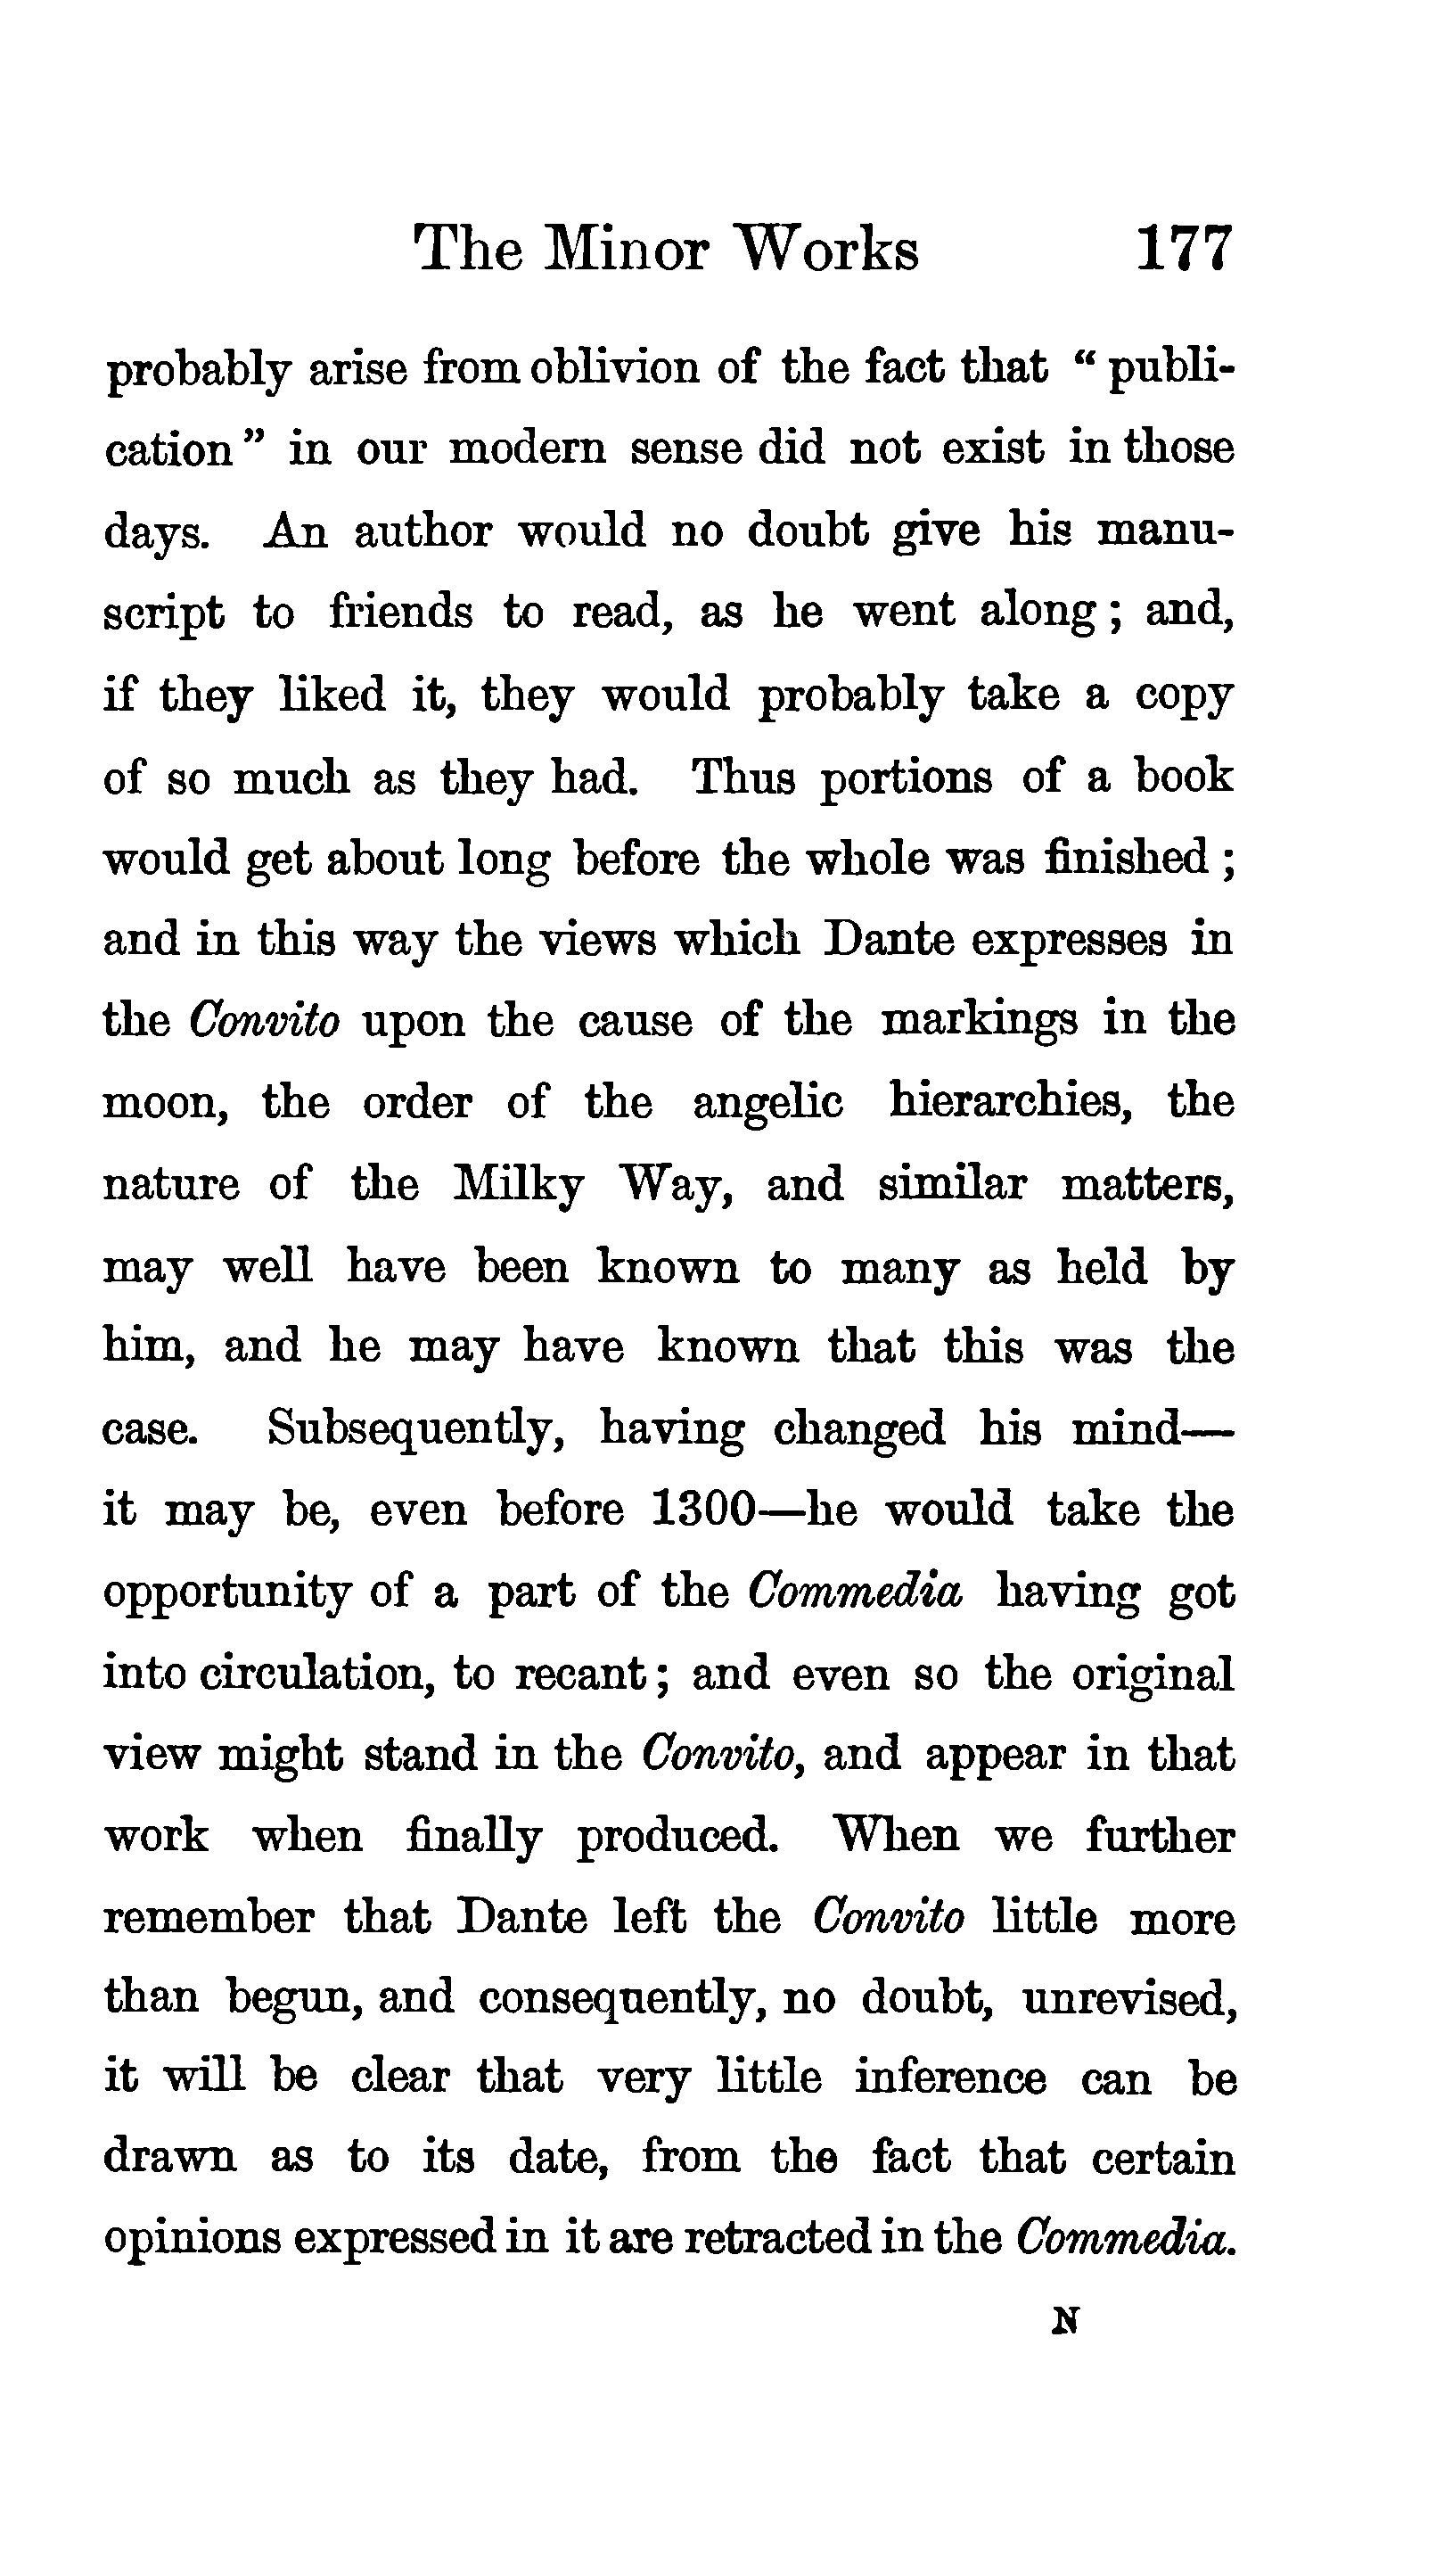 The Minor Works 177
probably arise from oblivion of the fact that “ publi-
cation ” in our modern sense did not exist in those
days. An author would no doubt give his manu-
script to friends to read, as he went along ; and,
if they liked it, they would probably take a copy
of so much as they had. Thus portions of a book
would get about long before the whole was finished ;
and in this way the views which Dante expresses in
the Convito upon the cause of the markings in the
moon, the order of the angelic hierarchies, the
nature of the Milky Way, and similar matters,
may well have been known to many as held by
him, and he may have known that this was the
case. Subsequently, having changed his mind—
it may be, even before 1300—he would take the
opportunity of a part of the Commedia having got
into circulation, to recant ; and even so the original
view might stand in the Convito, and appear in that
work when finally produced. When we further
remember that Dante left the Convito little more
than begun, and consequently, no doubt, unrevised,
it will be clear that very little inference can be
drawn as to its date, from the fact that certain
opinions expressed in it are retracted in the Commedia.
N